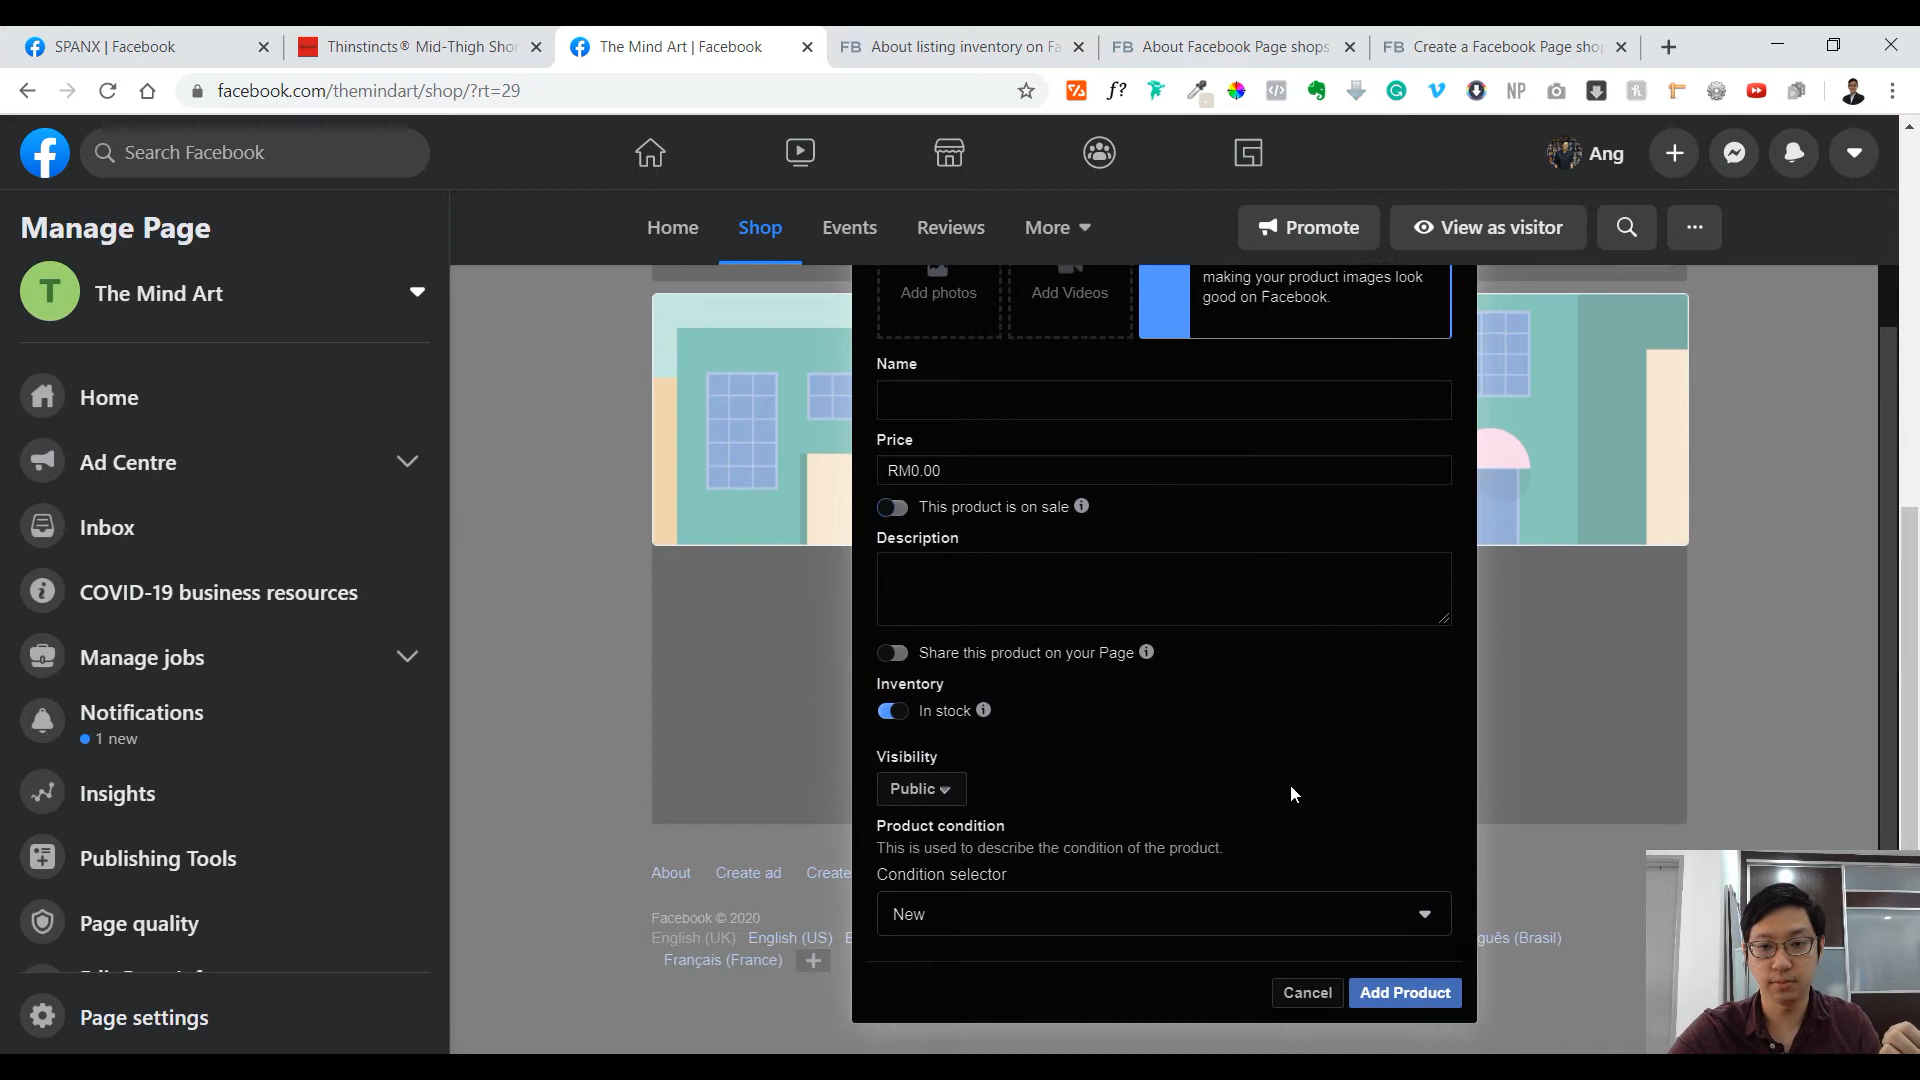 SPANX | Facebook
Thinstincts® Mid-Thigh Shor
The Mind Art | Facebook
FB About listing inventory on Fa
FB About Facebook Page shops
FB Create a Facebook Page shop
facebook.com/themindart/shop/?rt=29
f?
NP
Search Facebook
Ang
Manage Page
T The Mind Art
Home
Ad Centre
Inbox
COVID-19 business resources
Manage jobs
Notifications
1 new
Insights
Publishing Tools
Page quality
Page settings
Home
Shop
Events
Reviews
More
Promote
View as visitor
Add photos
Add Videos
making your product images look
good on Facebook.
Name
Price
RM0.00
This product is on sale
Description
Share this product on your Page
Inventory
In stock
Visibility
Public
Product condition
This is used to describe the condition of the product.
Condition selector
New
Cancel
Add Product
About Create ad Create
Facebook © 2020
English (UK) English (US) E
guês (Brasil)
Français (France)